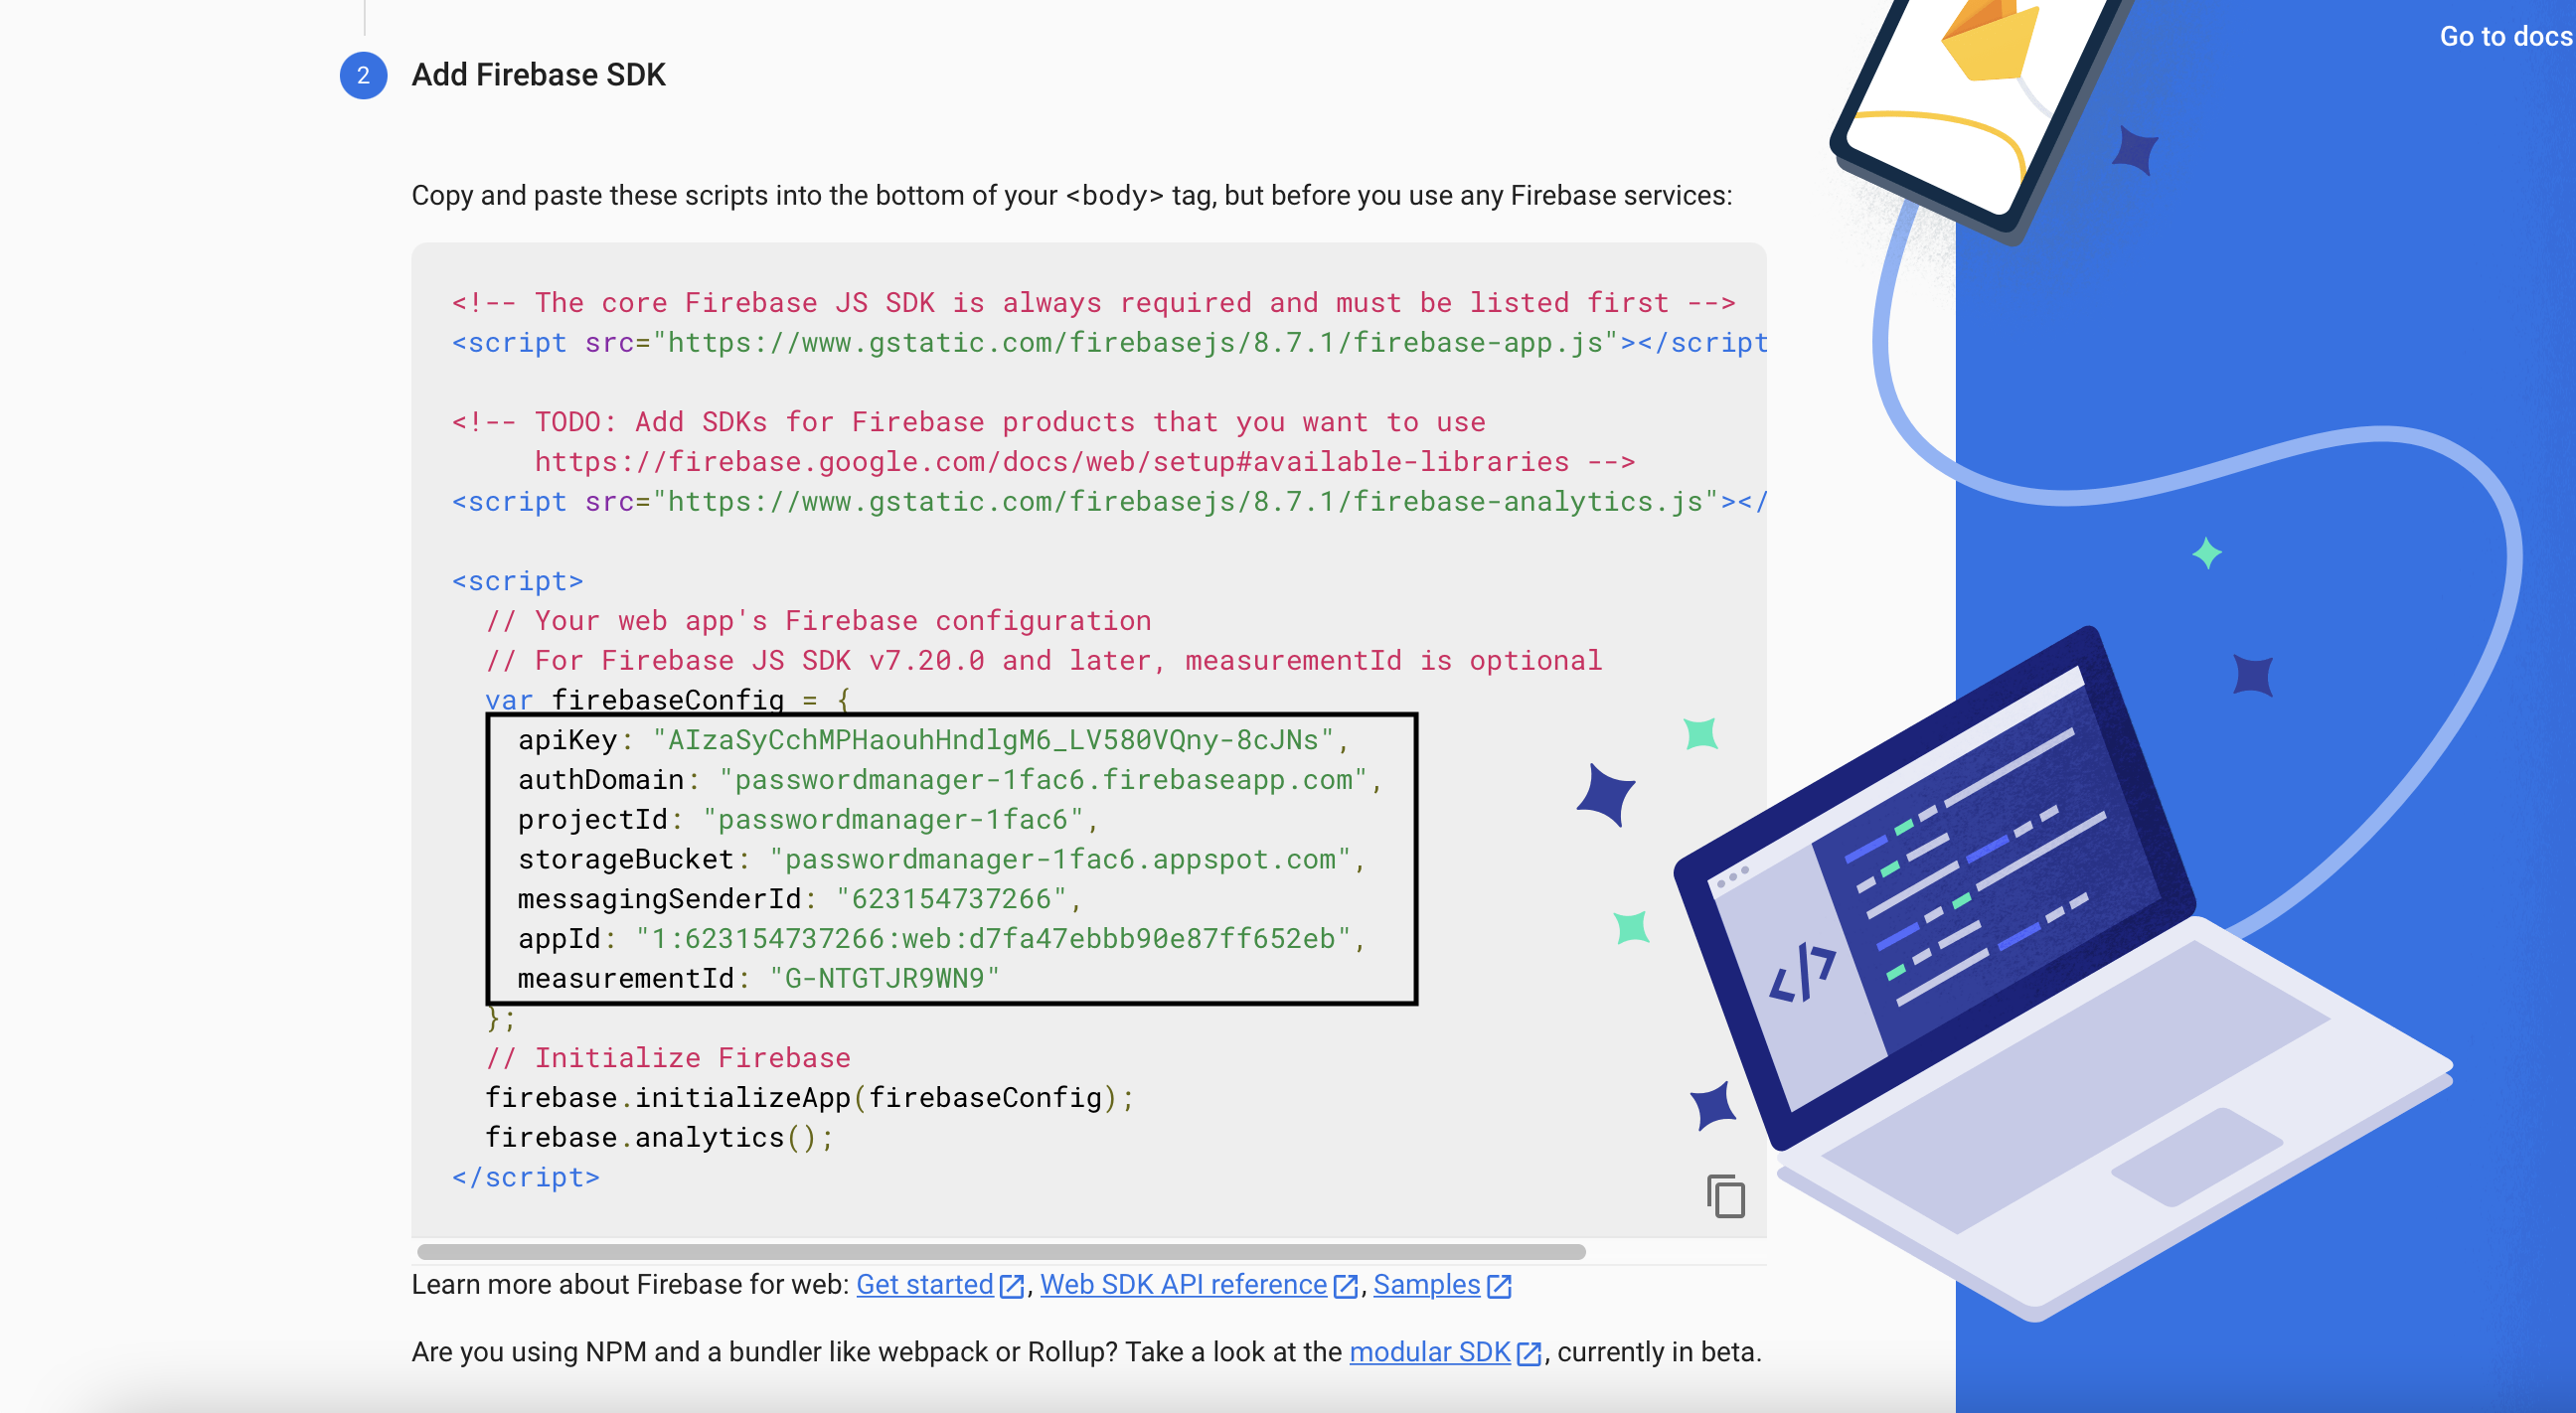 Go to docs
2 Add Firebase SDK
Copy and paste these scripts into the bottom of your <body> tag, but before you use any Firebase services:
<!-- The core Firebase JS SDK is always required and must be listed first -->
<script src="https://www.gstatic.com/firebasejs/8.7.1/firebase-app.js"></script
<!-- TODO: Add SDKs for Firebase products that you want to use
https://firebase.google.com/docs/web/setup#available-libraries -->
<script src="https://www.gstatic.com/firebasejs/8.7.1/firebase-analytics.js"></
<script>
// Your web app's Firebase configuration
// For Firebase JS SDK v7.20.0 and later, measurementId is optional
var firebaseConfig = {
apiKey: "AIzaSyCchMPHaouhHndlgM6_LV580VQny-8cJNs",
authDomain: "passwordmanager-1fac6.firebaseapp.com",
projectId: "passwordmanager-1fac6",
storageBucket: "passwordmanager-1fac6.appspot.com",
messagingSenderId: "623154737266",
appId: "1:623154737266:web:d7fa47ebbb90e87ff652eb",
measurementId: "G-NTGTJR9WN9"
};
// Initialize Firebase
firebase.initializeApp(firebaseConfig);
firebase.analytics();
</script>
Learn more about Firebase for web: Get started, Web SDK API reference, Samples
Are you using NPM and a bundler like webpack or Rollup? Take a look at the modular SDK, currently in beta.
</>